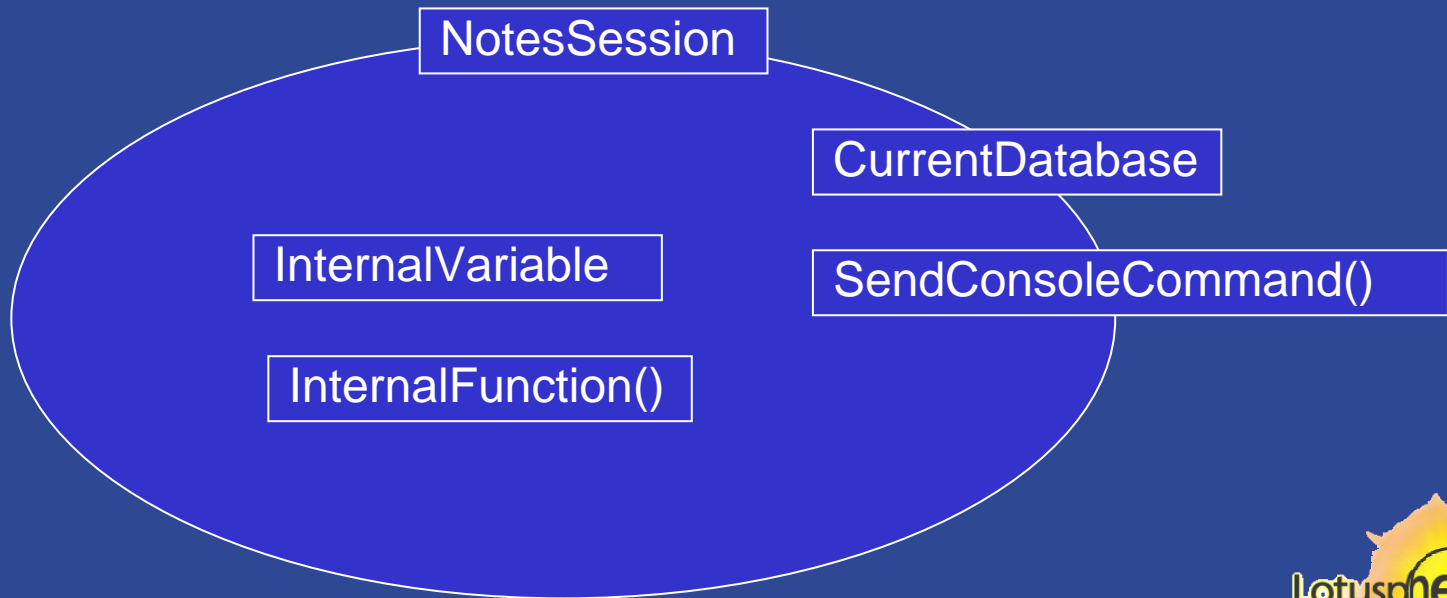 NotesSession
CurrentDatabase
InternalVariable
SendConsoleCommand()
InternalFunction()